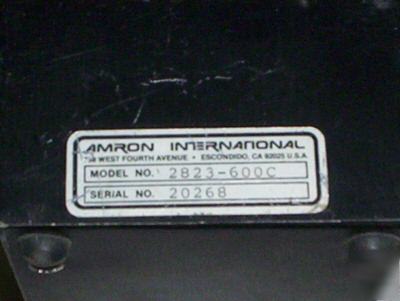 AMRON INTERNATIONAL
WEST FOURTH AVENUE • ESCONDIDO, CA 92025 U.S.A
MODEL NO. 2823-600C
SERIAL NO. 20268